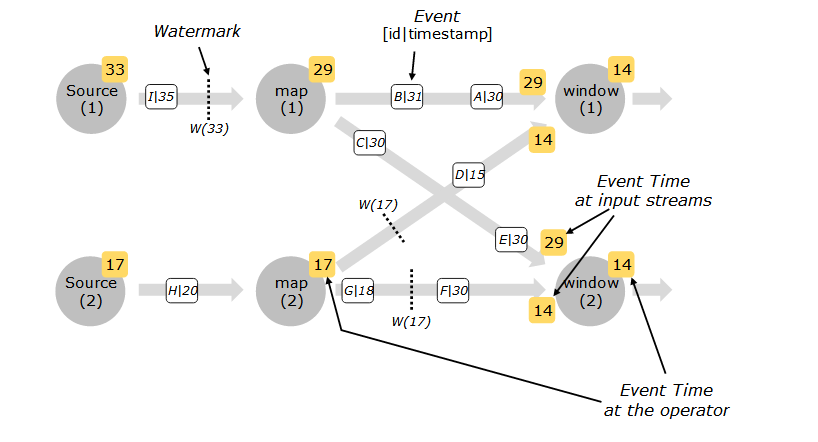 Watermark
Event
[id|timestamp]
33
29
14
Source
(1)
I|35
W(33)
map
(1)
B|31
A|30
29
window
(1)
14
C|30
D|15
W(17)
E|30
29
Event Time
at input streams
17
17
14
Source
(2)
H|20
map
(2)
G|18
F|30
W(17)
14
window
(2)
Event Time
at the operator